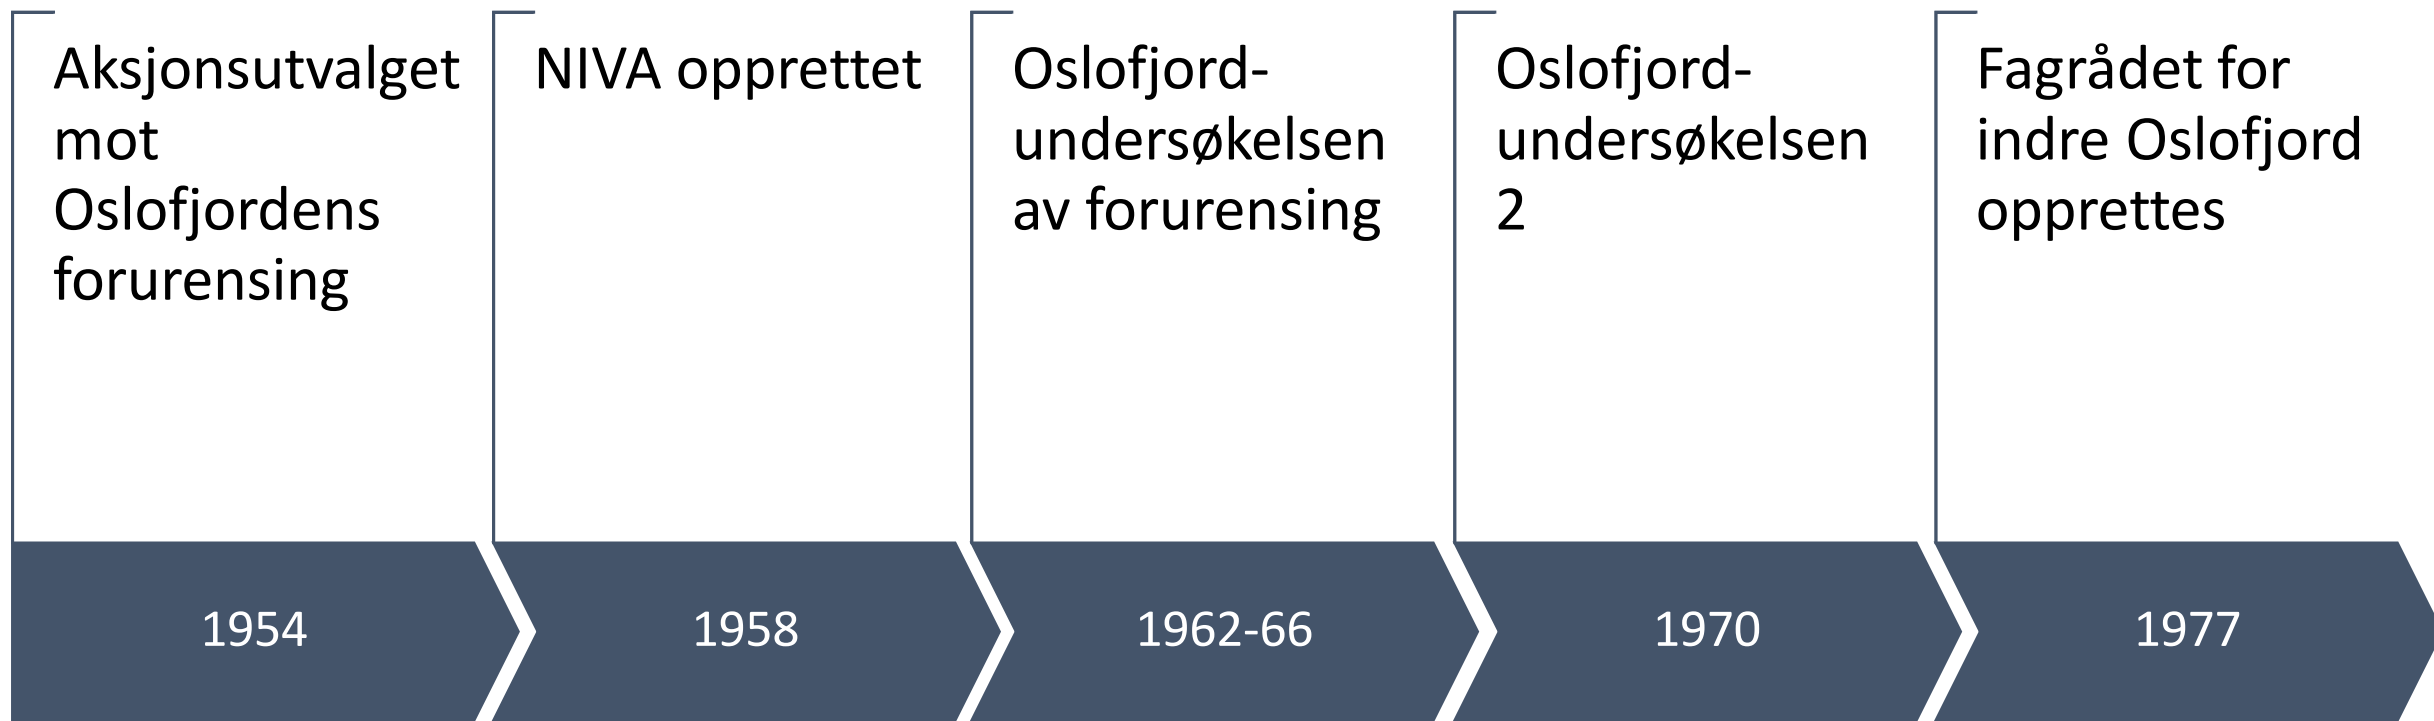 Aksjonsutvalget
mot
Oslofjordens
forurensing
NIVA opprettet
Oslofjord-
undersøkelsen
av forurensing
Oslofjord-
undersøkelsen
2
Fagrådet for
indre Oslofjord
opprettes
1954
1958
1962-66
1970
1977